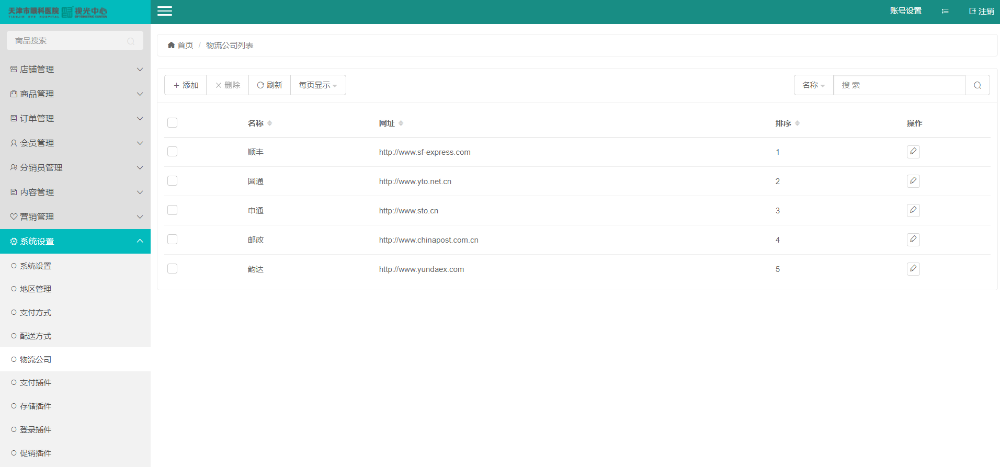 天津市眼科医院 视光中心
TIANJIN EYE HOSPITAL OPTOMETRIC CENTER
账号设置
注销
商品搜索
店铺管理
商品管理
订单管理
会员管理
分销员管理
内容管理
营销管理
系统设置
系统设置
地区管理
支付方式
配送方式
物流公司
支付插件
存储插件
登录插件
促销插件
首页 / 物流公司列表
添加 删除 刷新 每页显示 名称 搜 索
名称 网址 排序 操作
顺丰 http://www.sf-express.com 1
圆通 http://www.yto.net.cn 2
申通 http://www.sto.cn 3
邮政 http://www.chinapost.com.cn 4
韵达 http://www.yundaex.com 5